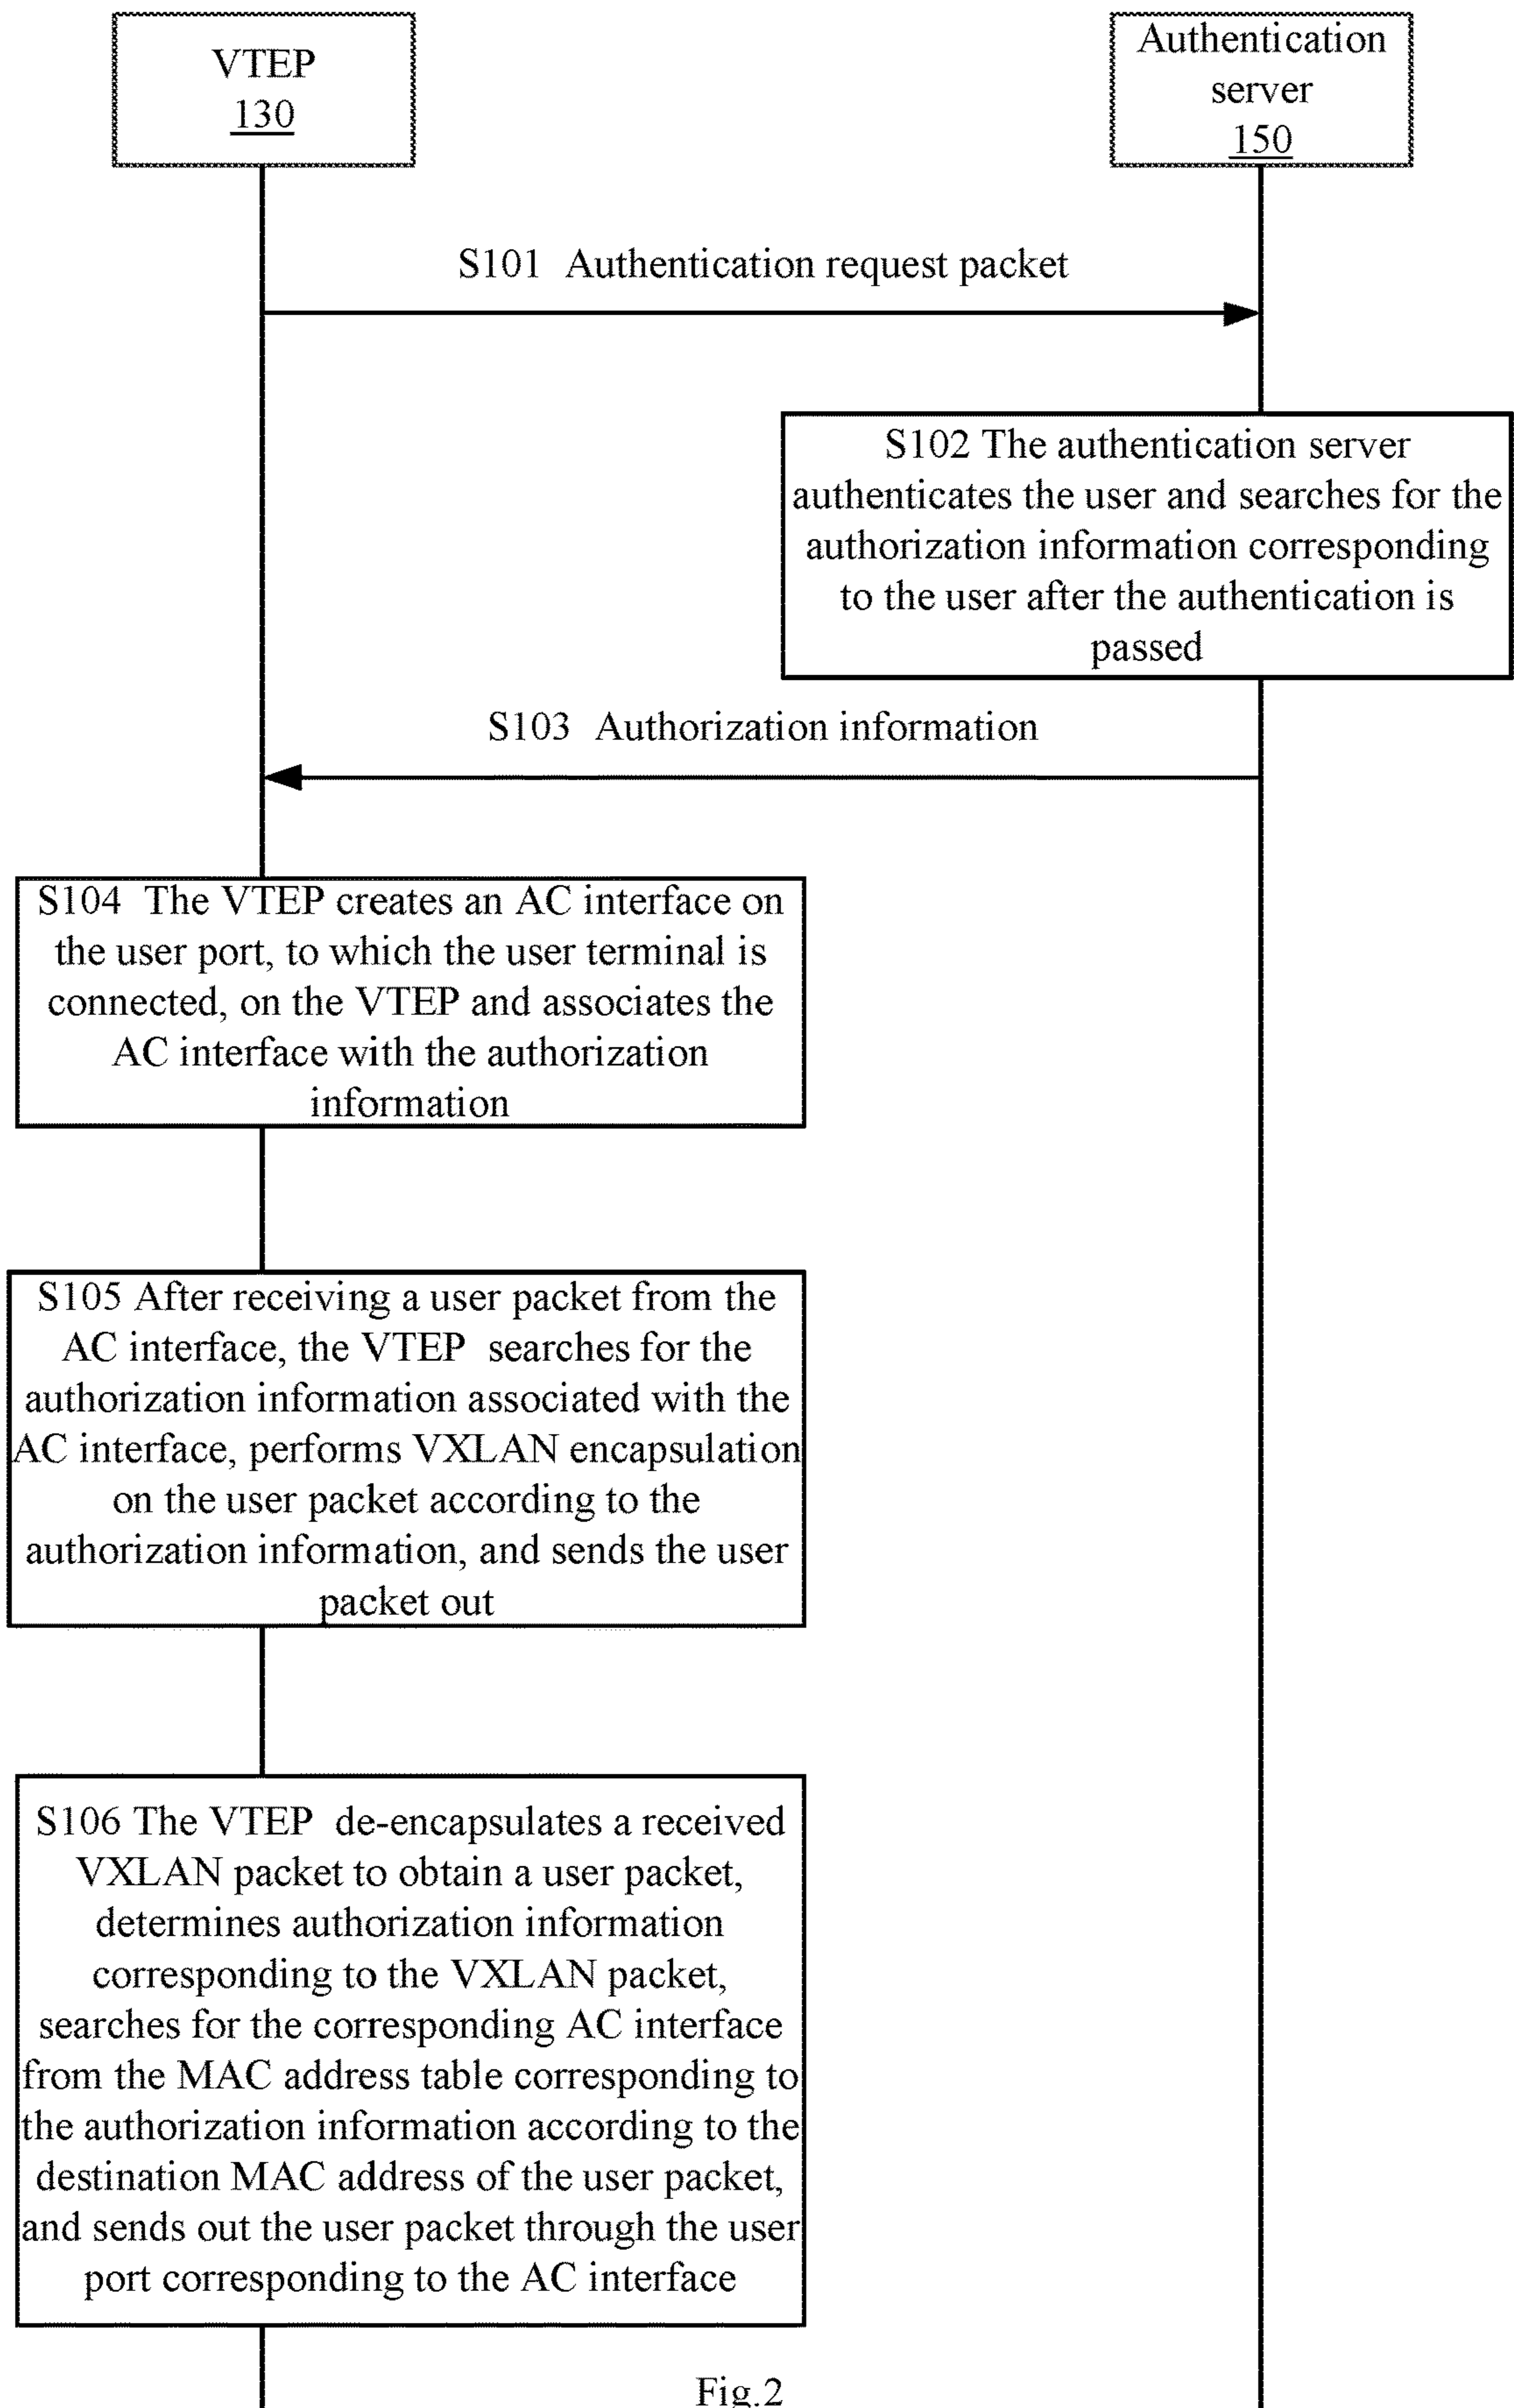 VTEP
130
Authentication
server
150
S101 Authentication request packet
S102 The authentication server
authenticates the user and searches for the
authorization information corresponding
to the user after the authentication is
passed
S103 Authorization information
S104 The VTEP creates an AC interface on
the user port, to which the user terminal is
connected, on the VTEP and associates the
AC interface with the authorization
information
S105 After receiving a user packet from the
AC interface, the VTEP searches for the
authorization information associated with the
AC interface, performs VXLAN encapsulation
on the user packet according to the
authorization information, and sends the user
packet out
S106 The VTEP de-encapsulates a received
VXLAN packet to obtain a user packet,
determines authorization information
corresponding to the VXLAN packet,
searches for the corresponding AC interface
from the MAC address table corresponding to
the authorization information according to the
destination MAC address of the user packet,
and sends out the user packet through the user
port corresponding to the AC interface
Fig.2